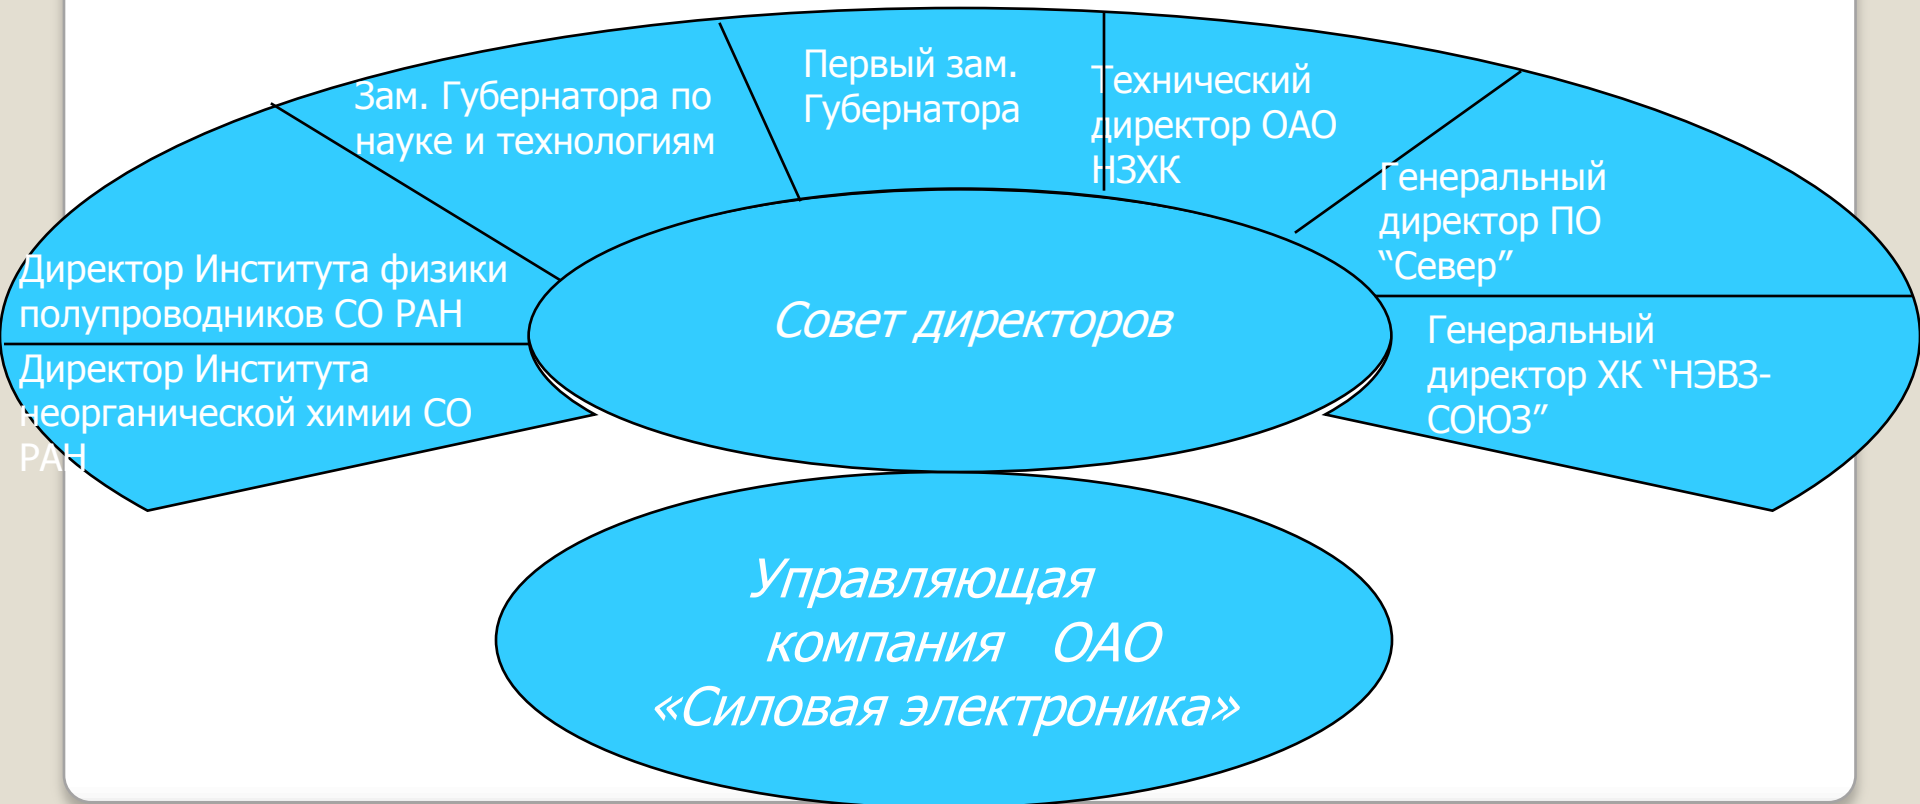 Первый зам.
Губернатора
Зам. Губернатора по
науке и технологиям
Технический
директор ОАО
НЗХК
Генеральный
директор ПО
“Север”
Директор Института физики
полупроводников СО РАН
Совет директоров
Генеральный
директор ХК “НЭВЗ-
СОЮЗ”
Директор Института
неорганической химии СО
РАН
Управляющая
компания ОАО
«Силовая электроника»